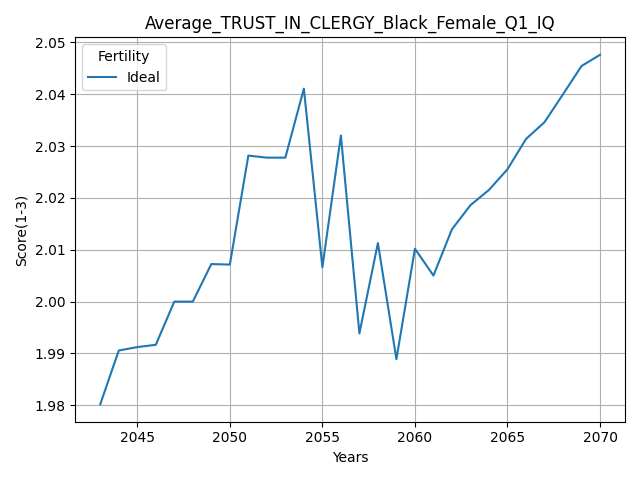 Average_TRUST_IN_CLERGY_Black_Female_Q1_IQ
Fertility
Ideal
Score(1-3)
2.05
2.04
2.03
2.02
2.01
2.00
1.99
1.98
2045 2050 2055 2060 2065 2070
Years